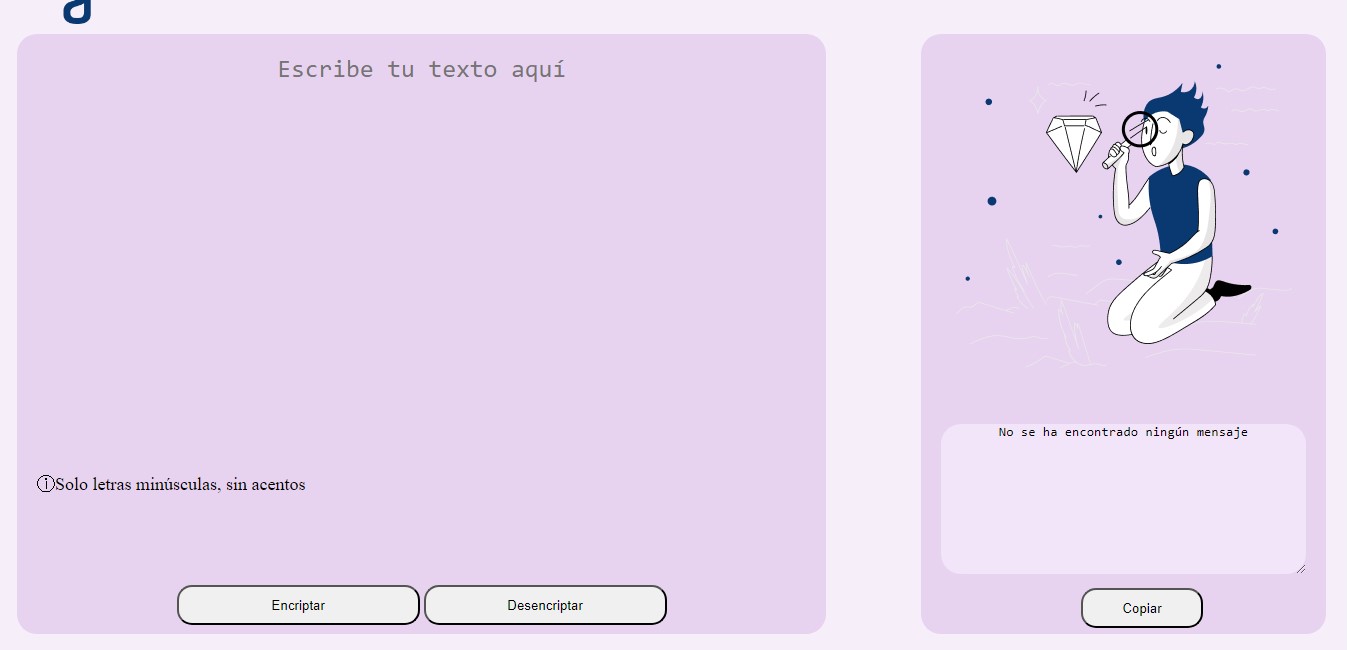 a
Escribe tu texto aquí
ⓘSolo letras minúsculas, sin acentos
Encriptar
Desencriptar
No se ha encontrado ningún mensaje
Copiar